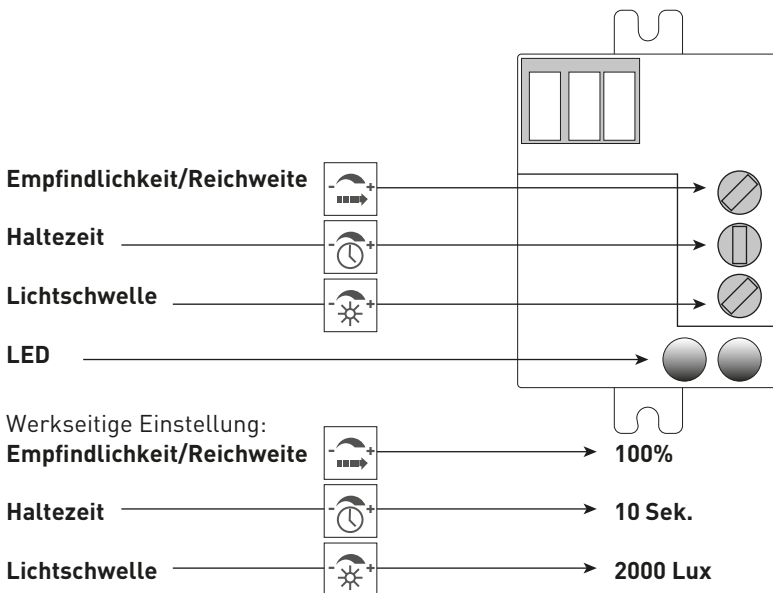 Empfindlichkeit/Reichweite - +
Haltezeit - +
Lichtschwelle - +
LED
Werkseitige Einstellung:
Empfindlichkeit/Reichweite - + 100%
Haltezeit - + 10 Sek.
Lichtschwelle - + 2000 Lux